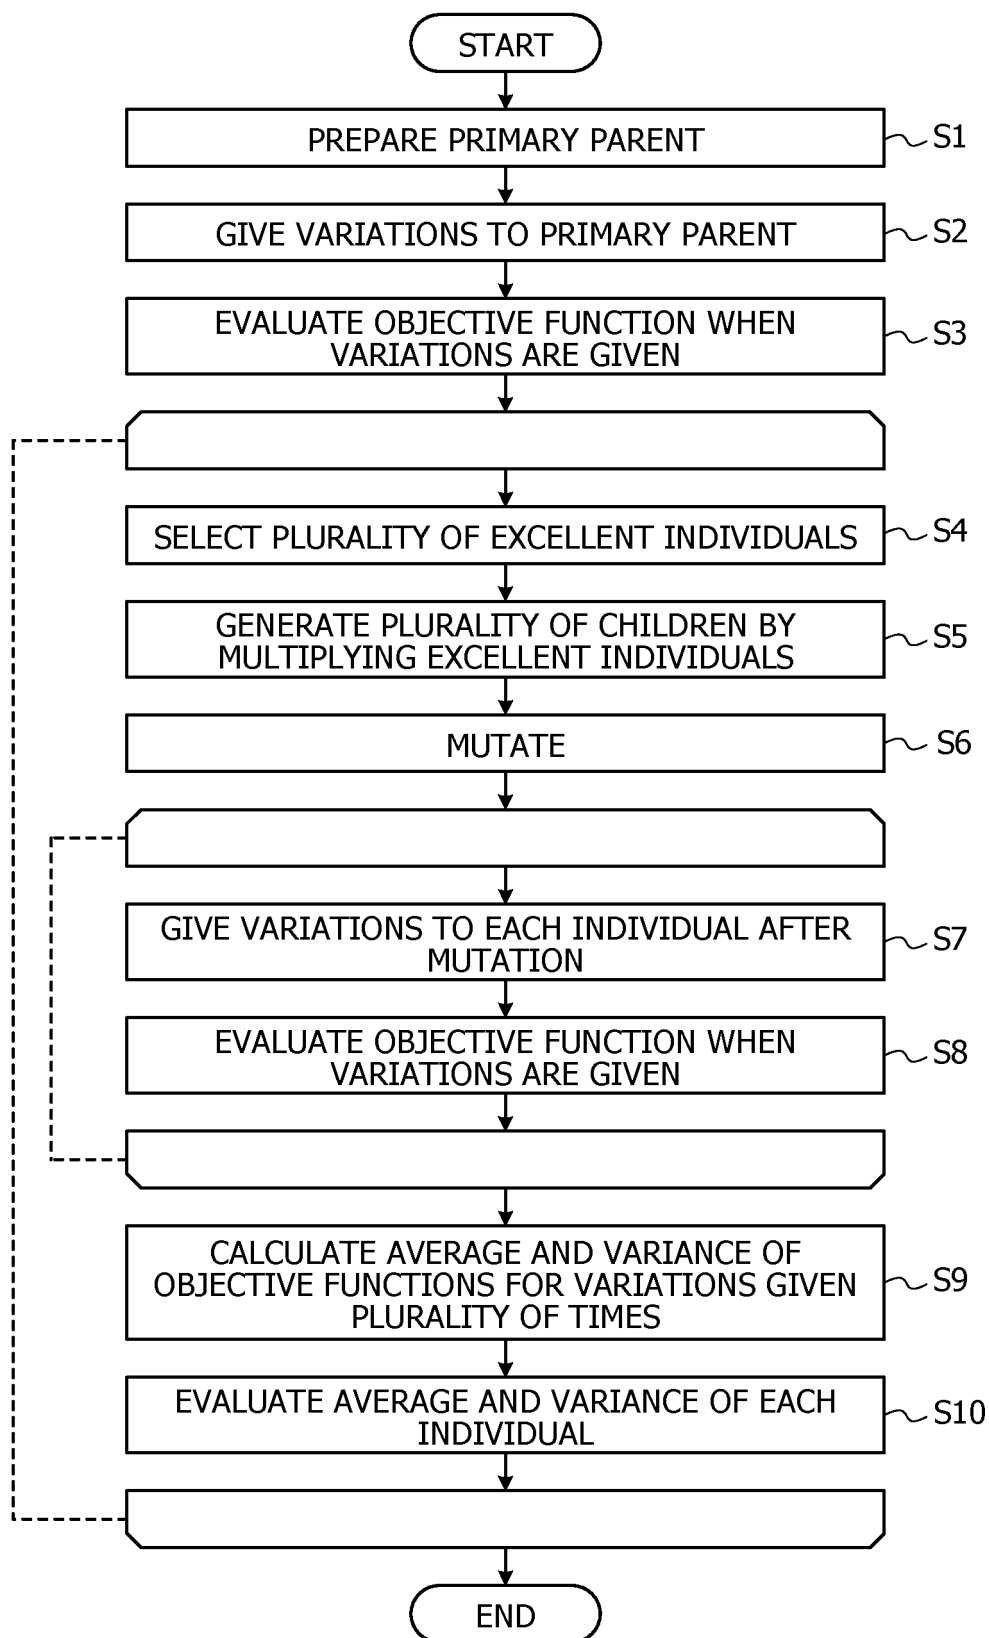 START
PREPARE PRIMARY PARENT
S1
GIVE VARIATIONS TO PRIMARY PARENT
S2
EVALUATE OBJECTIVE FUNCTION WHEN
VARIATIONS ARE GIVEN
S3
SELECT PLURALITY OF EXCELLENT INDIVIDUALS
S4
GENERATE PLURALITY OF CHILDREN BY
MULTIPLYING EXCELLENT INDIVIDUALS
S5
MUTATE
S6
GIVE VARIATIONS TO EACH INDIVIDUAL AFTER
MUTATION
S7
EVALUATE OBJECTIVE FUNCTION WHEN
VARIATIONS ARE GIVEN
S8
CALCULATE AVERAGE AND VARIANCE OF
OBJECTIVE FUNCTIONS FOR VARIATIONS GIVEN
PLURALITY OF TIMES
S9
EVALUATE AVERAGE AND VARIANCE OF EACH
INDIVIDUAL
S10
END